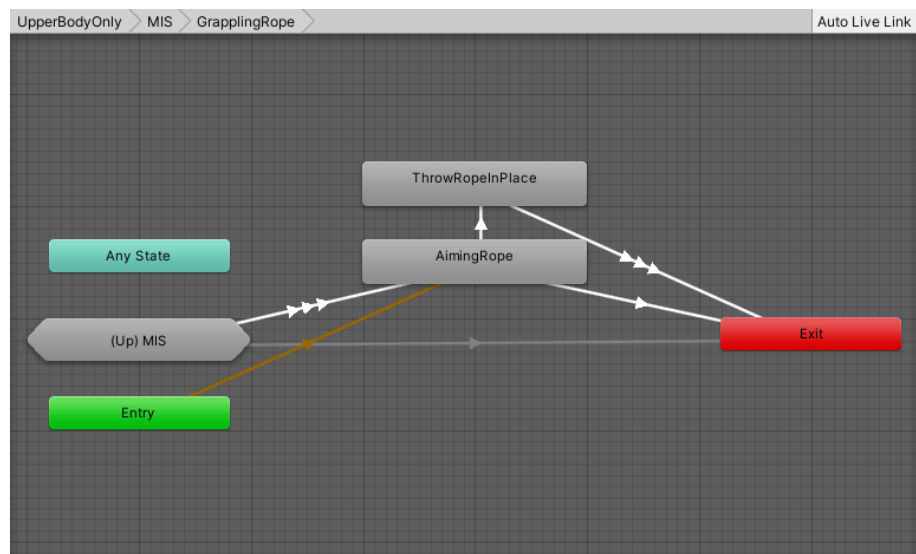 UpperBodyOnly MIS GrapplingRope Auto Live Link
ThrowRopeInPlace
Any State
AimingRope
(Up) MIS
Exit
Entry